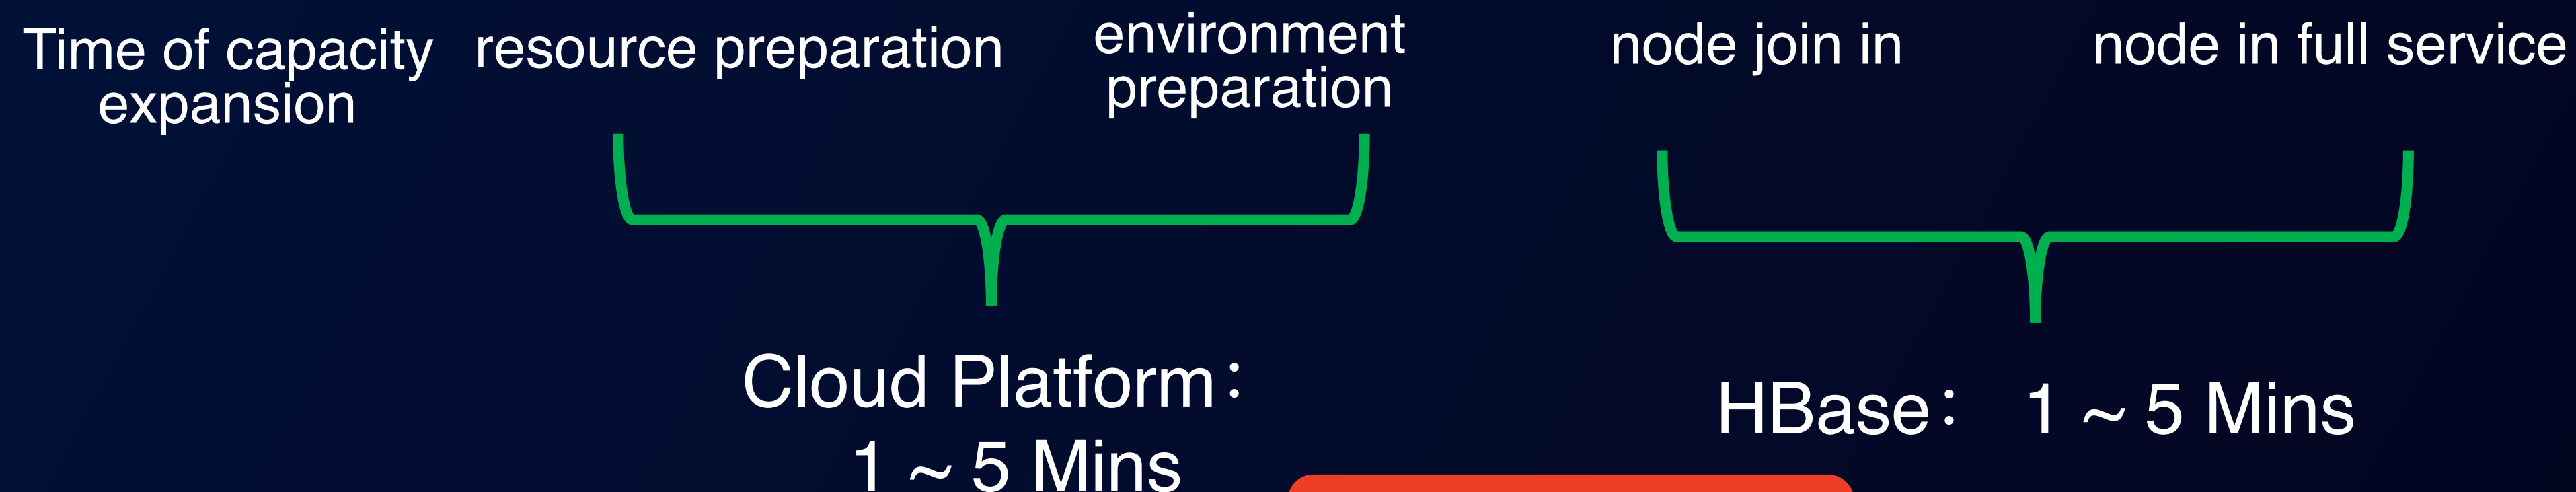 Time of capacity
expansion
resource preparation
environment
preparation
node join in
node in full service
Cloud Platform：
1 ~ 5 Mins
HBase： 1 ~ 5 Mins